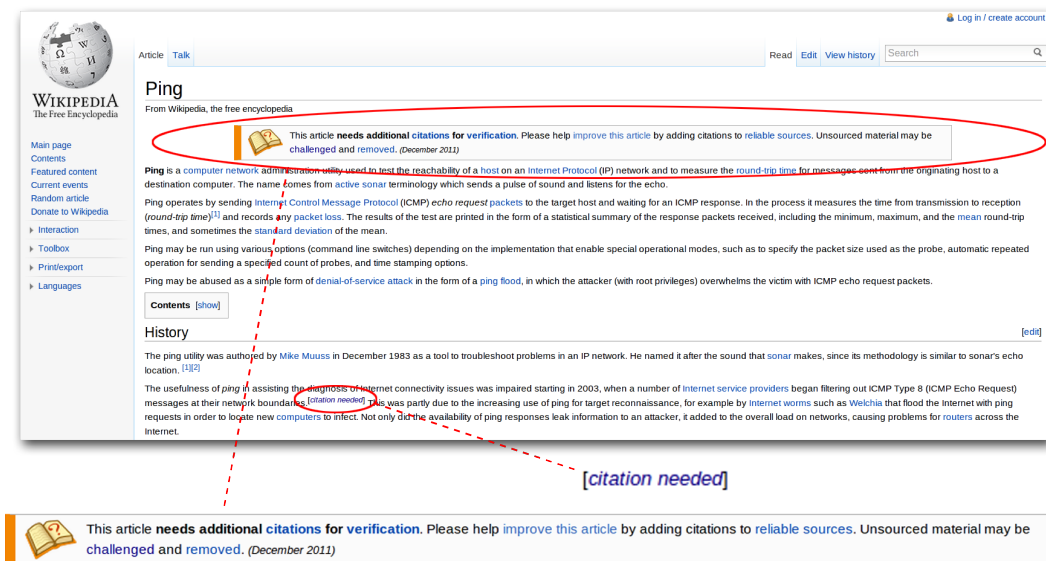 Log in / create account
Article Talk
Read Edit View history Search
WIKIPEDIA
The Free Encyclopedia
Main page
Contents
Featured content
Current events
Random article
Donate to Wikipedia
Interaction
Toolbox
Print/export
Languages
Ping
From Wikipedia, the free encyclopedia
This article needs additional citations for verification. Please help improve this article by adding citations to reliable sources. Unsourced material may be
challenged and removed. (December 2011)
Ping is a computer network administration utility used to test the reachability of a host on an Internet Protocol (IP) network and to measure the round-trip time for messages sent from the originating host to a
destination computer. The name comes from active sonar terminology which sends a pulse of sound and listens for the echo.
Ping operates by sending Internet Control Message Protocol (ICMP) echo request packets to the target host and waiting for an ICMP response. In the process it measures the time from transmission to reception
(round-trip time)[1] and records any packet loss. The results of the test are printed in the form of a statistical summary of the response packets received, including the minimum, maximum, and the mean round-trip
times, and sometimes the standard deviation of the mean.
Ping may be run using various options (command line switches) depending on the implementation that enable special operational modes, such as to specify the packet size used as the probe, automatic repeated
operation for sending a specified count of probes, and time stamping options.
Ping may be abused as a simple form of denial-of-service attack in the form of a ping flood, in which the attacker (with root privileges) overwhelms the victim with ICMP echo request packets.
Contents [show]
History [edit]
The ping utility was authored by Mike Muuss in December 1983 as a tool to troubleshoot problems in an IP network. He named it after the sound that sonar makes, since its methodology is similar to sonar's echo
location. [1][2]
The usefulness of ping in assisting the diagnosis of Internet connectivity issues was impaired starting in 2003, when a number of Internet service providers began filtering out ICMP Type 8 (ICMP Echo Request)
messages at their network boundaries.[citation needed] This was partly due to the increasing use of ping for target reconnaissance, for example by Internet worms such as Welchia that flood the Internet with ping
requests in order to locate new computers to infect. Not only did the availability of ping responses leak information to an attacker, it added to the overall load on networks, causing problems for routers across the
Internet.
[citation needed]
This article needs additional citations for verification. Please help improve this article by adding citations to reliable sources. Unsourced material may be
challenged and removed. (December 2011)